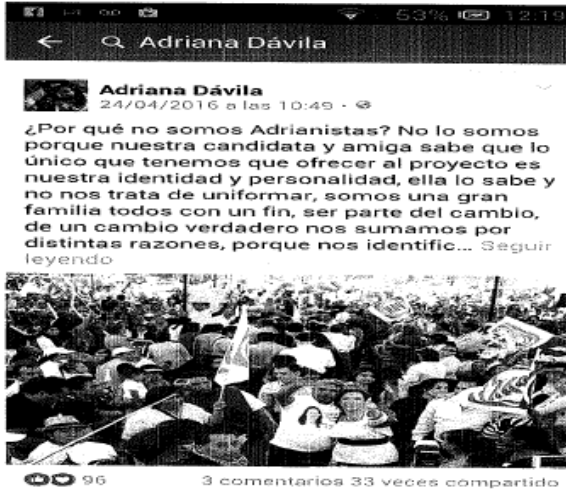 53% 12:19
Adriana Dávila
Adriana Dávila
24/04/2016 a las 10:49 ·
¿Por qué no somos Adrianistas? No lo somos
porque nuestra candidata y amiga sabe que lo
único que tenemos que ofrecer al proyecto es
nuestra identidad y personalidad, ella lo sabe y
no nos trata de uniformar, somos una gran
familia todos con un fin, ser parte del cambio,
de un cambio verdadero nos sumamos por
distintas razones, porque nos identific... Seguir
leyendo
96 3 comentarios 33 veces compartido